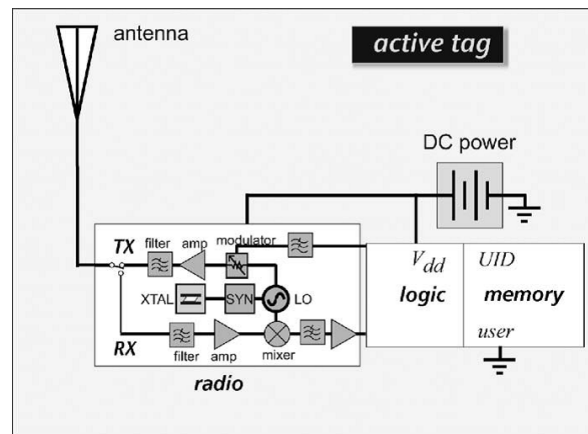 antenna
active tag
DC power
TX
filter
amp
modulator
XTAL
SYN
LO
RX
filter
amp
mixer
radio
Vdd
logic
UID
memory
user